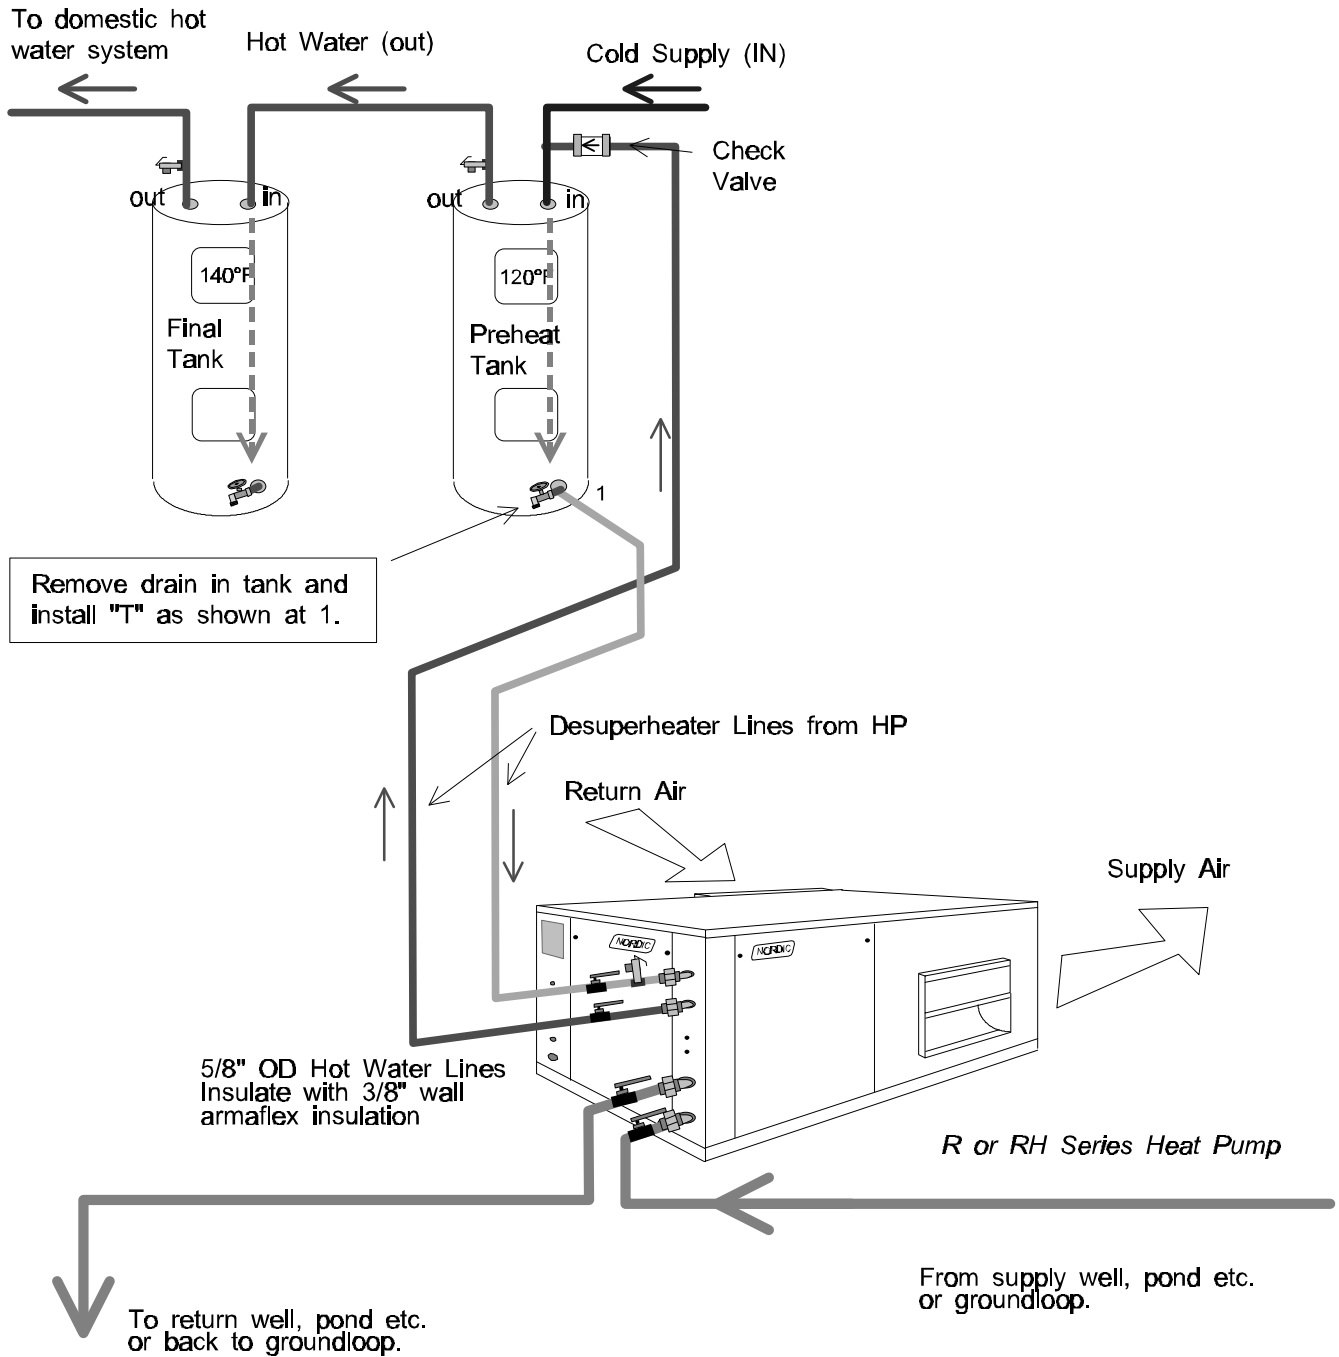 To domestic hot
water system
Hot Water (out)
Cold Supply (IN)
Check
Valve
out
in
out
in
140°F
120°F
Final
Tank
Preheat
Tank
1
Remove drain in tank and
install "T" as shown at 1.
Desuperheater Lines from HP
Return Air
Supply Air
NORDIC
NORDIC
5/8" OD Hot Water Lines
Insulate with 3/8" wall
armaflex insulation
R or RH Series Heat Pump
From supply well, pond etc.
or groundloop.
To return well, pond etc.
or back to groundloop.